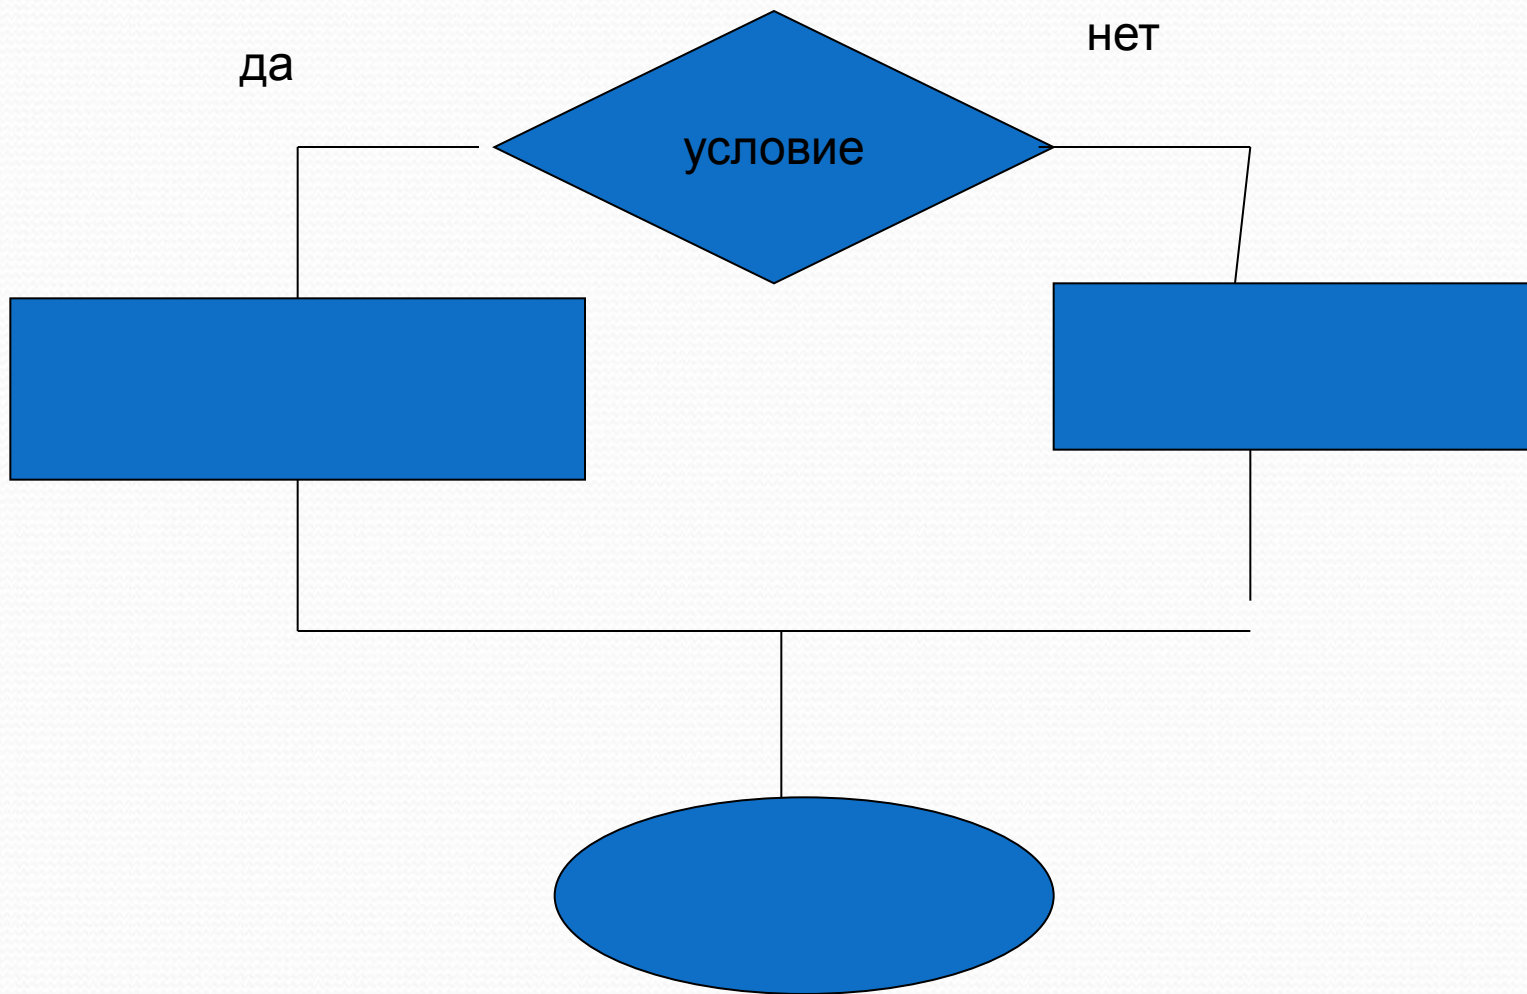 да
нет
условие